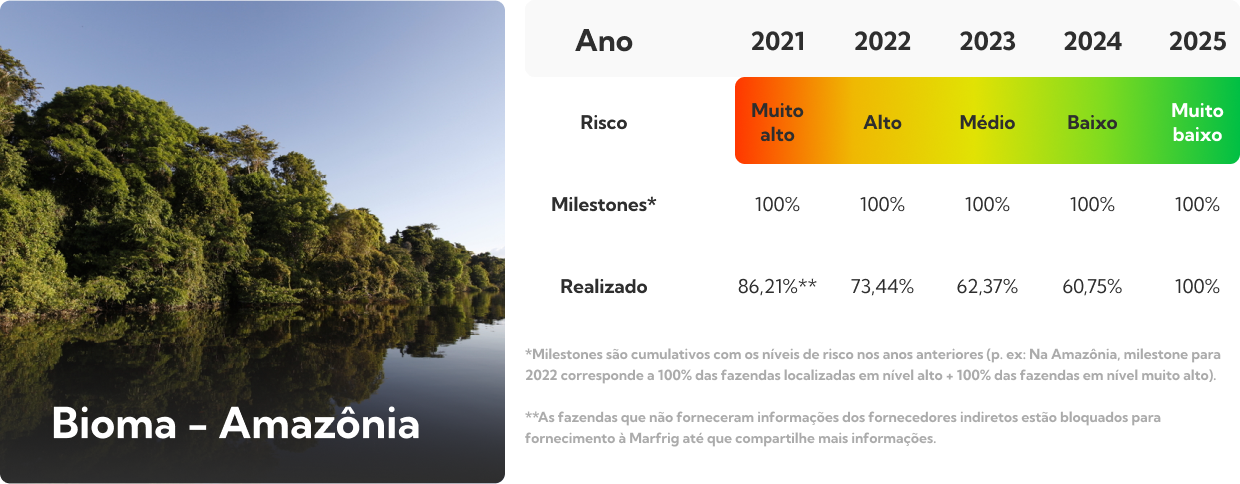 Bioma - Amazônia
Ano 2021 2022 2023 2024 2025
Risco Muito alto Alto Médio Baixo Muito baixo
Milestones* 100% 100% 100% 100% 100%
Realizado 86,21%** 73,44% 62,37% 60,75% 100%
*Milestones são cumulativos com os níveis de risco nos anos anteriores (p. ex: Na Amazônia, milestone para
2022 corresponde a 100% das fazendas localizadas em nível alto + 100% das fazendas em nível muito alto).
**As fazendas que não forneceram informações dos fornecedores indiretos estão bloquados para
fornecimento à Marfrig até que compartilhe mais informações.